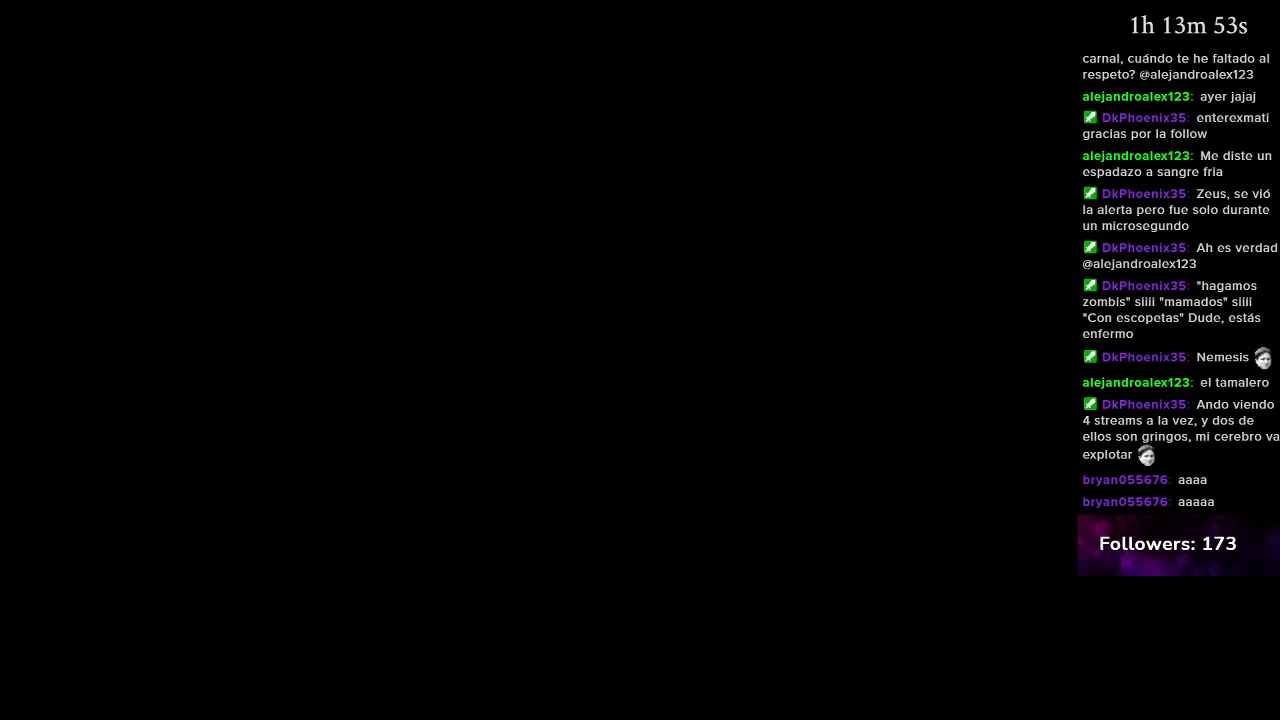 1h 13m 53s
carnal, cuándo te he faltado al
respeto? @alejandroalex123
alejandroalex123: ayer jajaj
DkPhoenix35: enterexmati
gracias por la follow
alejandroalex123: Me diste un
espadazo a sangre fria
DkPhoenix35: Zeus, se vió
la alerta pero fue solo durante
un microsegundo
DkPhoenix35: Ah es verdad
@alejandroalex123
DkPhoenix35: "hagamos
zombis" siiii "mamados" siiii
"Con escopetas" Dude, estás
enfermo
DkPhoenix35: Nemesis
alejandroalex123: el tamalero
DkPhoenix35: Ando viendo
4 streams a la vez, y dos de
ellos son gringos, mi cerebro va
explotar
bryan055676: aaaa
bryan055676: aaaaa
Followers: 173